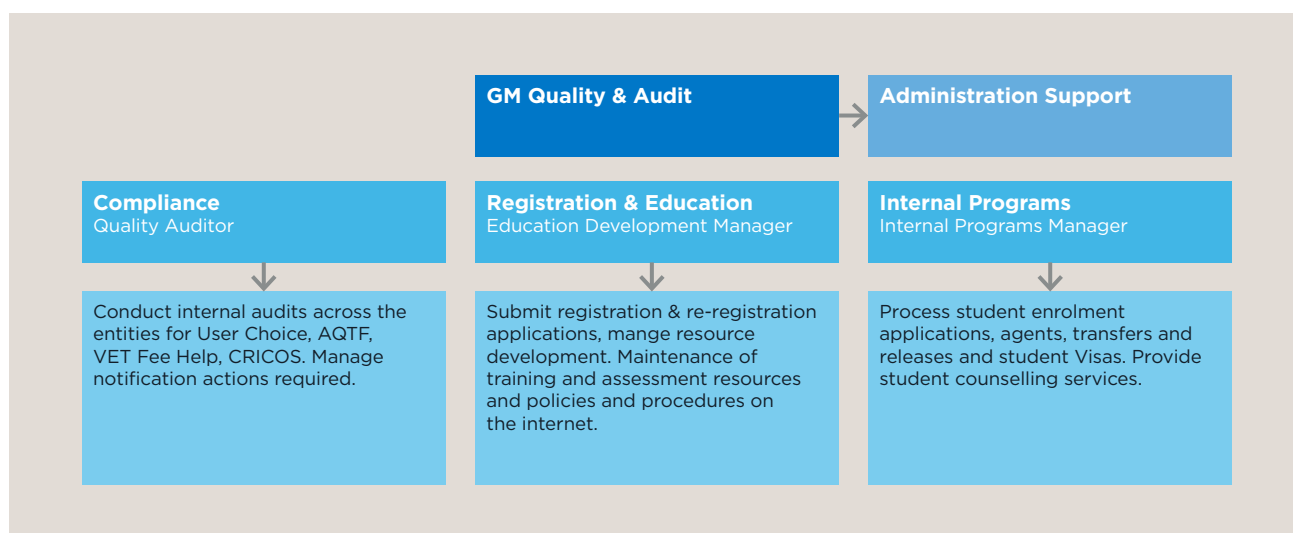 GM Quality & Audit
Administration Support
Compliance
Quality Auditor
Registration & Education
Education Development Manager
Internal Programs
Internal Programs Manager
Conduct internal audits across the
entities for User Choice, AQTF,
VET Fee Help, CRICOS. Manage
notification actions required.
Submit registration & re-registration
applications, mange resource
development. Maintenance of
training and assessment resources
and policies and procedures on
the internet.
Process student enrolment
applications, agents, transfers and
releases and student Visas. Provide
student counselling services.